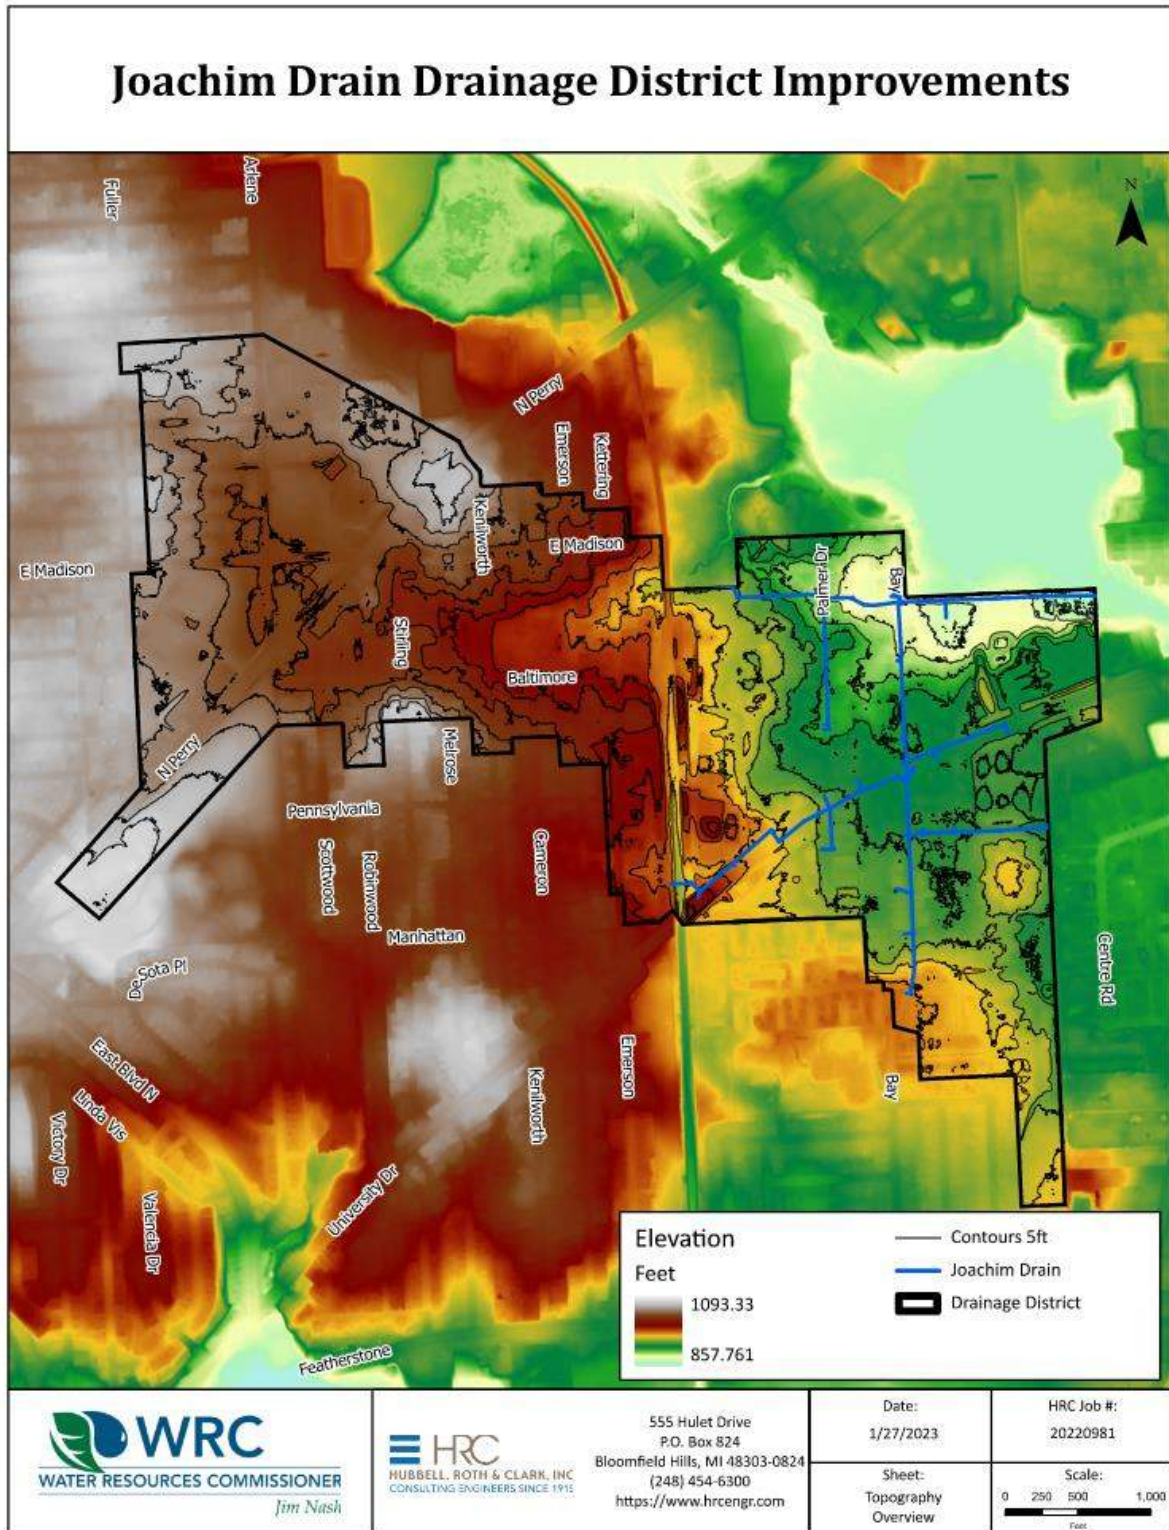 Joachim Drain Drainage District Improvements
Fuller
Arlene
N
N Perry
Emerson
Kettering
Kenilworth
E Madison
E Madison
Palmer Dr
Bay
Stirling
Baltimore
N Perry
Melrose
Pennsylvania
Scottwood
Robinwood
Cameron
Manhattan
De Sota Pl
Centre Rd
East Blvd N
Linda Vis
Victory Dr
Valencia Dr
University Dr
Kenilworth
Emerson
Bay
Featherstone
Elevation
Feet
1093.33
857.761
Contours 5ft
Joachim Drain
Drainage District
WRC
WATER RESOURCES COMMISSIONER
Jim Nash
HRC
HUBBELL, ROTH & CLARK, INC
CONSULTING ENGINEERS SINCE 1915
555 Hulet Drive
P.O. Box 824
Bloomfield Hills, MI 48303-0824
(248) 454-6300
https://www.hrcengr.com
Date:
1/27/2023
HRC Job #:
20220981
Sheet:
Topography
Overview
Scale:
0 250 500 1,000
Feet